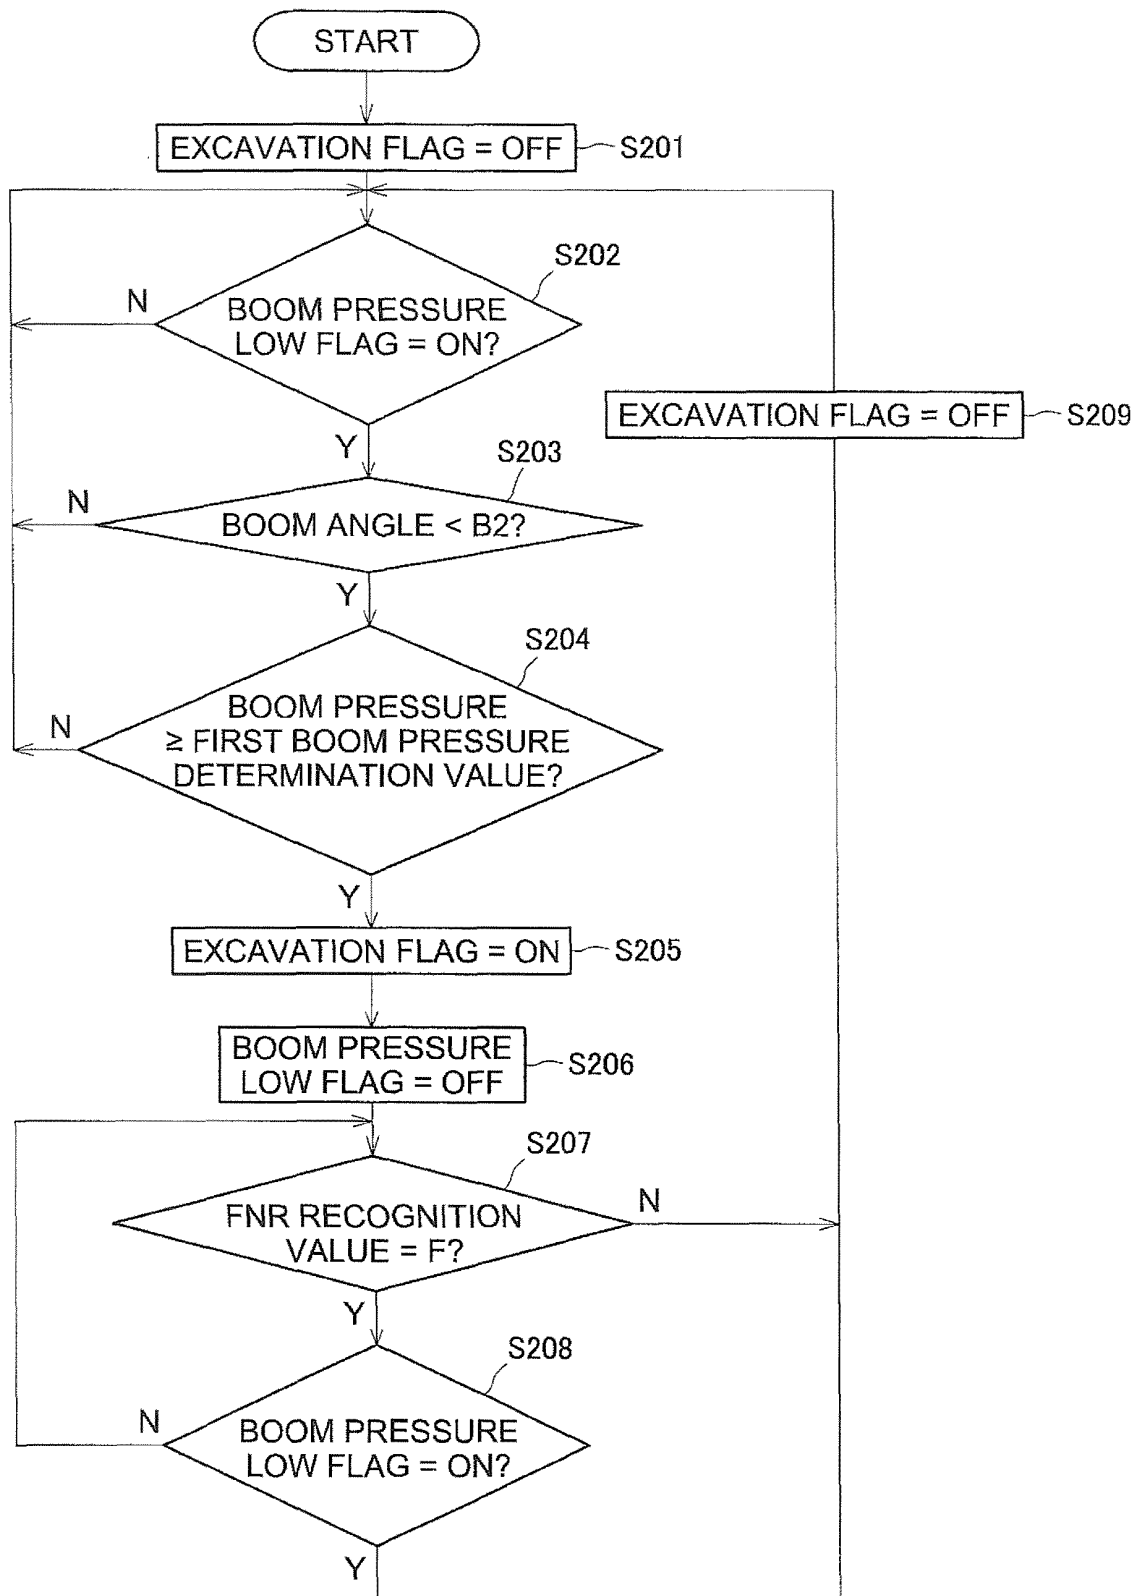 START
EXCAVATION FLAG = OFF
S201
S202
N
BOOM PRESSURE
LOW FLAG = ON?
EXCAVATION FLAG = OFF
S209
Y
S203
N
BOOM ANGLE < B2?
Y
S204
N
BOOM PRESSURE
≥ FIRST BOOM PRESSURE
DETERMINATION VALUE?
Y
EXCAVATION FLAG = ON
S205
BOOM PRESSURE
LOW FLAG = OFF
S206
S207
N
FNR RECOGNITION
VALUE = F?
Y
S208
N
BOOM PRESSURE
LOW FLAG = ON?
Y